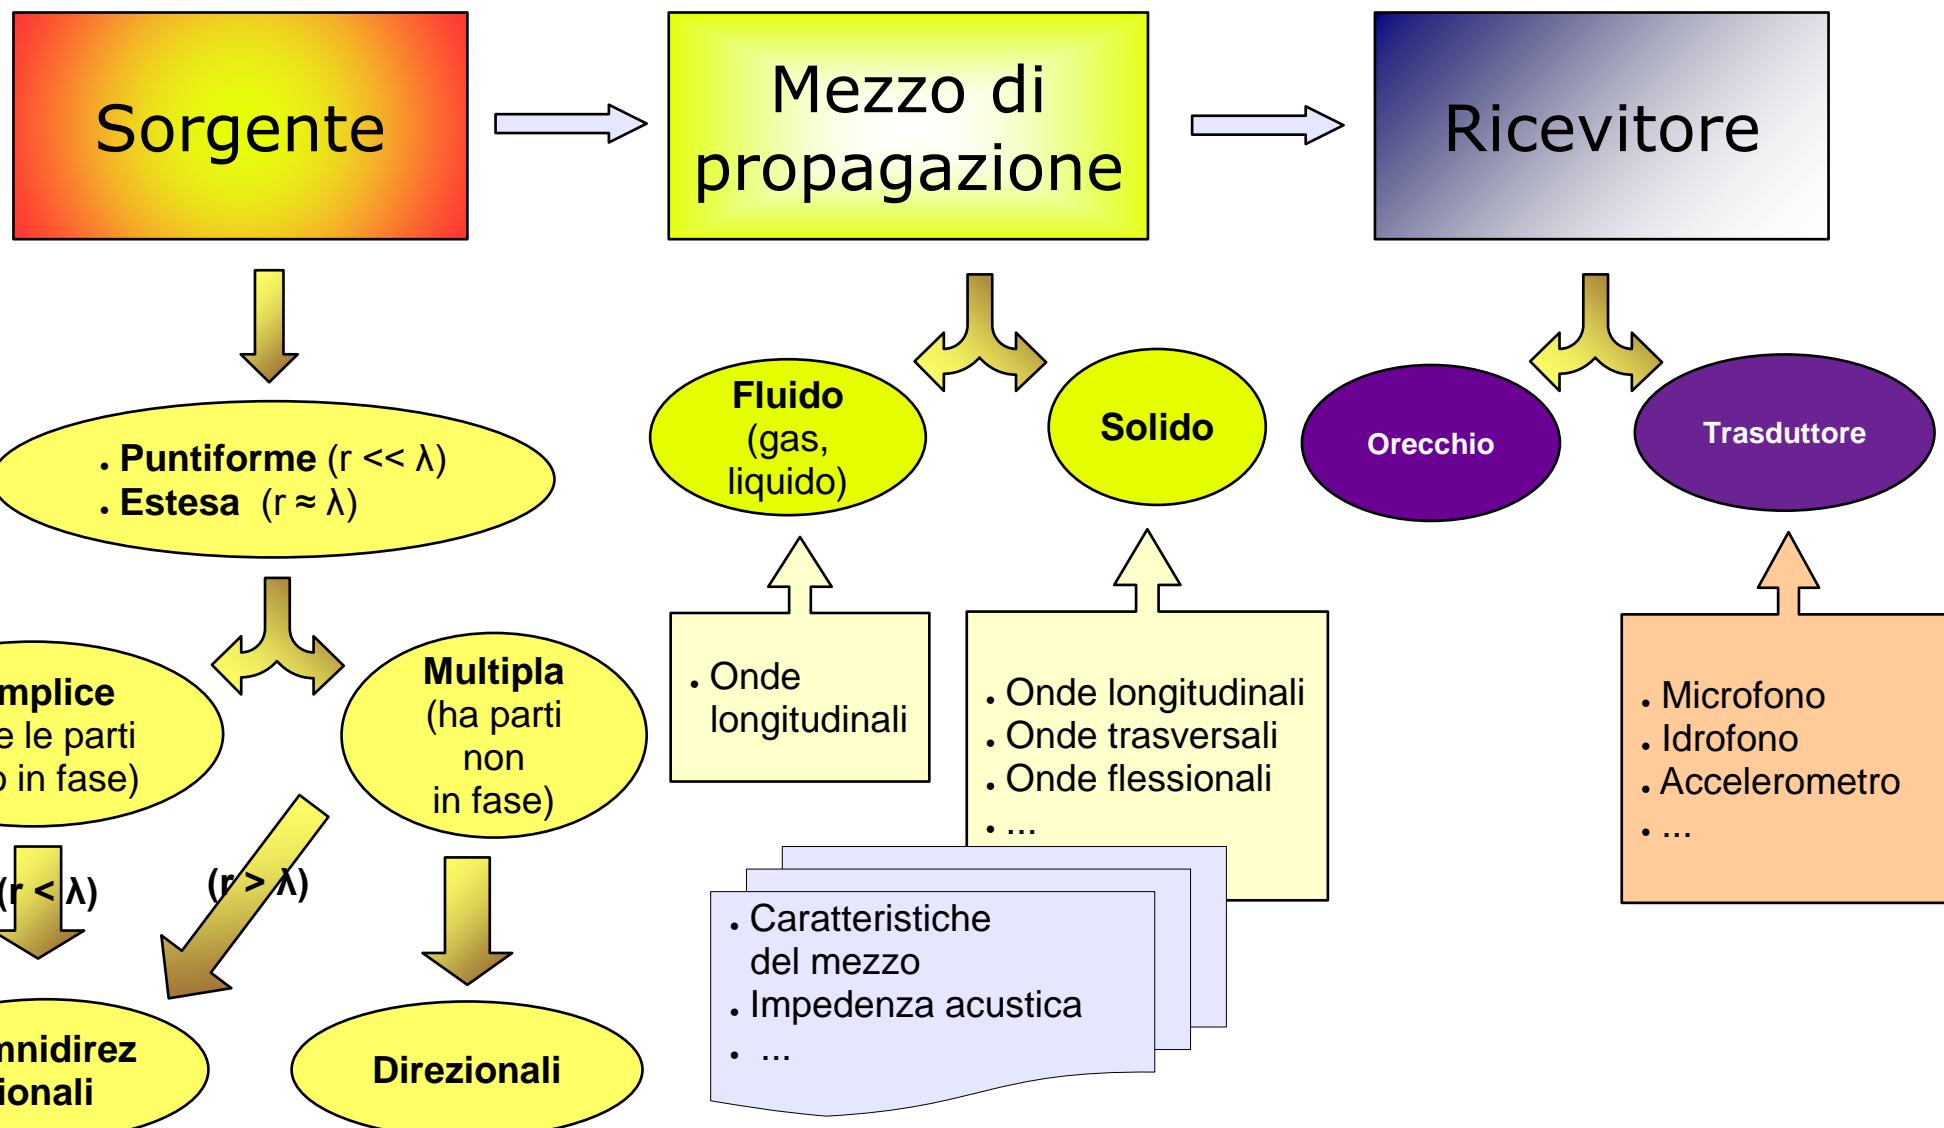 Sorgente
Mezzo di
propagazione
Ricevitore
. Puntiforme (r << λ)
. Estesa (r ≈ λ)
Fluido
(gas,
liquido)
Solido
Orecchio
Trasduttore
mplice
e le parti
o in fase)
Multipla
(ha parti
non
in fase)
. Onde
longitudinali
. Onde longitudinali
. Onde trasversali
. Onde flessionali
. ...
. Microfono
. Idrofono
. Accelerometro
. ...
(r < λ)
(r > λ)
. Caratteristiche
del mezzo
. Impedenza acustica
. ...
mnidirez
ionali
Direzionali